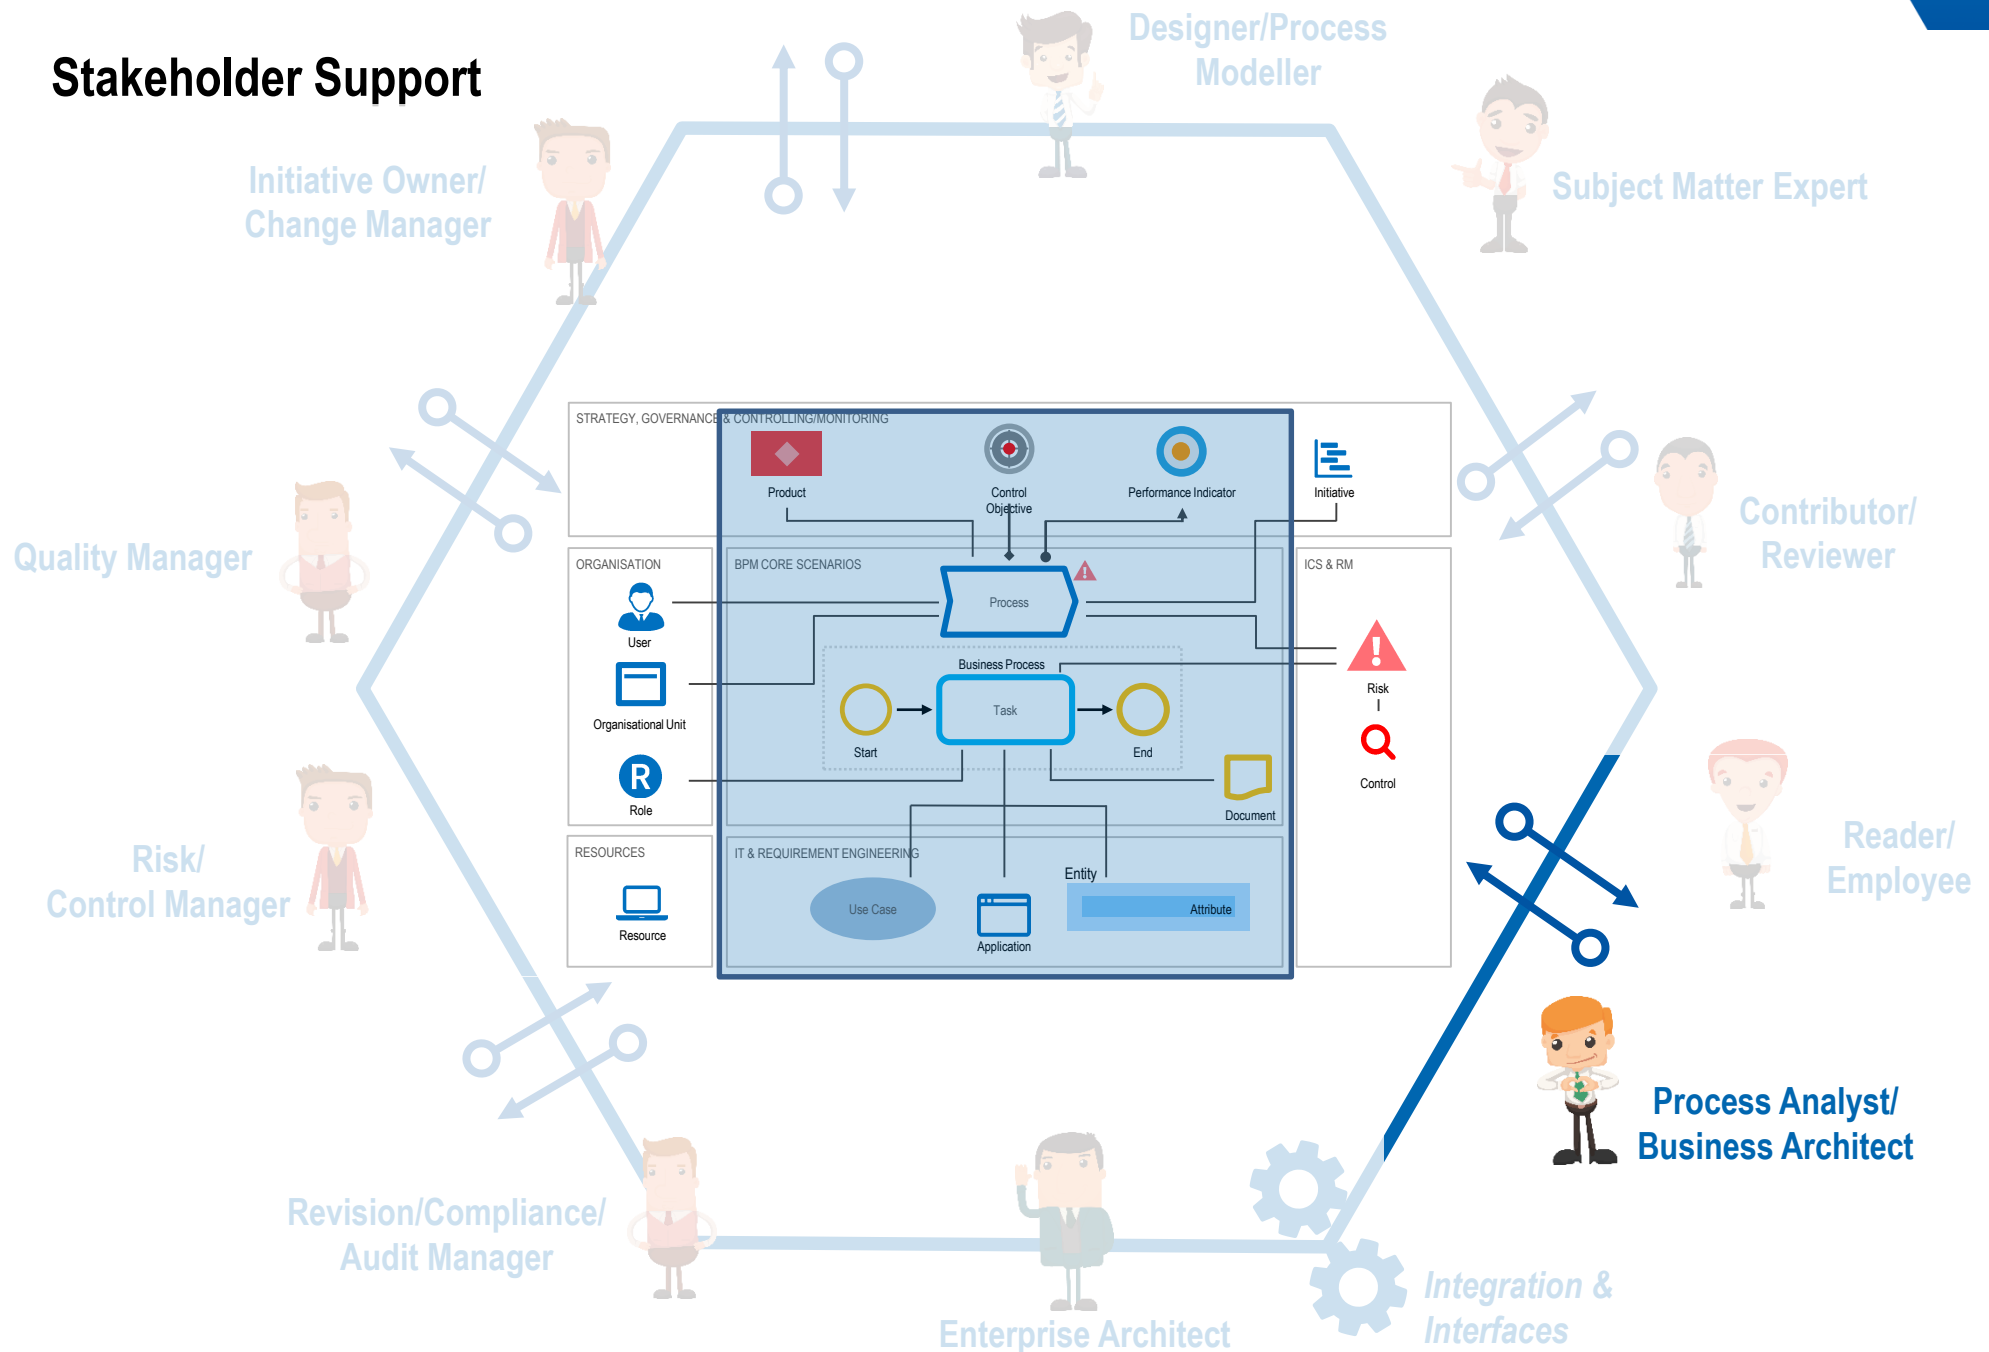 Stakeholder Support
Designer/Process
Modeller
Initiative Owner/
Change Manager
Subject Matter Expert
Quality Manager
Contributor/
Reviewer
Risk/
Control Manager
Reader/
Employee
Revision/Compliance/
Audit Manager
Process Analyst/
Business Architect
Enterprise Architect
Integration &
Interfaces
STRATEGY, GOVERNANCE & CONTROLLING/MONITORING
Product
Control
Objective
Performance Indicator
Initiative
ORGANISATION
User
Organisational Unit
R
Role
BPM CORE SCENARIOS
Process
Business Process
Start
Task
End
Document
ICS & RM
Risk
Control
RESOURCES
Resource
IT & REQUIREMENT ENGINEERING
Use Case
Application
Entity
Attribute